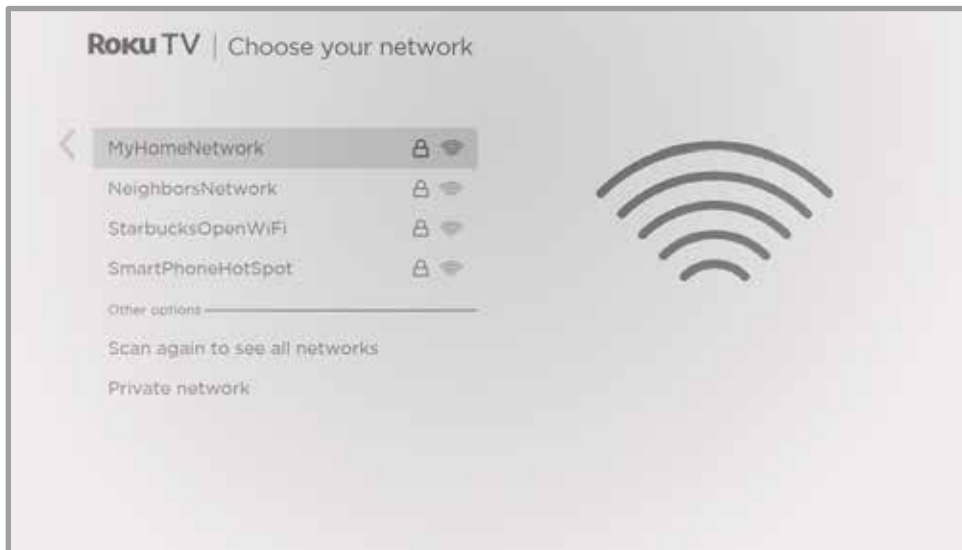 Roku TV | Choose your network
MyHomeNetwork
NeighborsNetwork
StarbucksOpenWiFi
SmartPhoneHotSpot
Other options
Scan again to see all networks
Private network